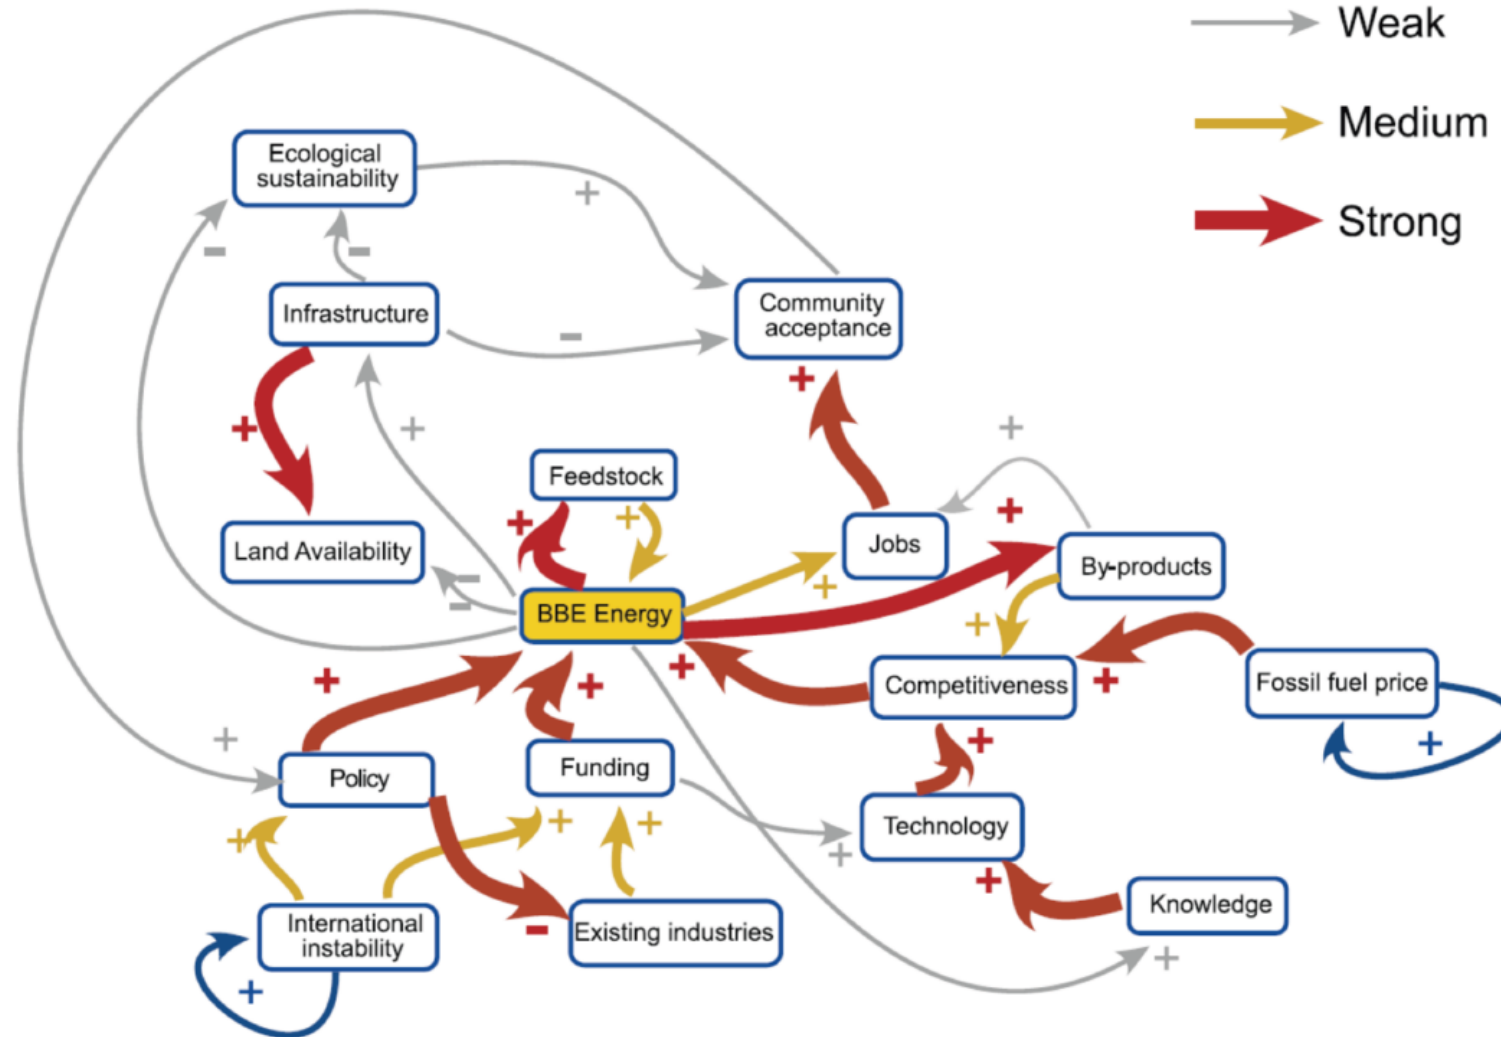 Weak
Medium
Strong
Ecological
sustainability
+
-
-
Infrastructure
Community
acceptance
-
+
+
+
+
Feedstock
+
+
+
Land Availability
-
-
Jobs
By-products
+
BBE Energy
+
+
+
+
Competitiveness
+
Fossil fuel price
+
+
+
Policy
Funding
+
+
+
Technology
+
+
International
instability
-
Existing industries
Knowledge
+
+